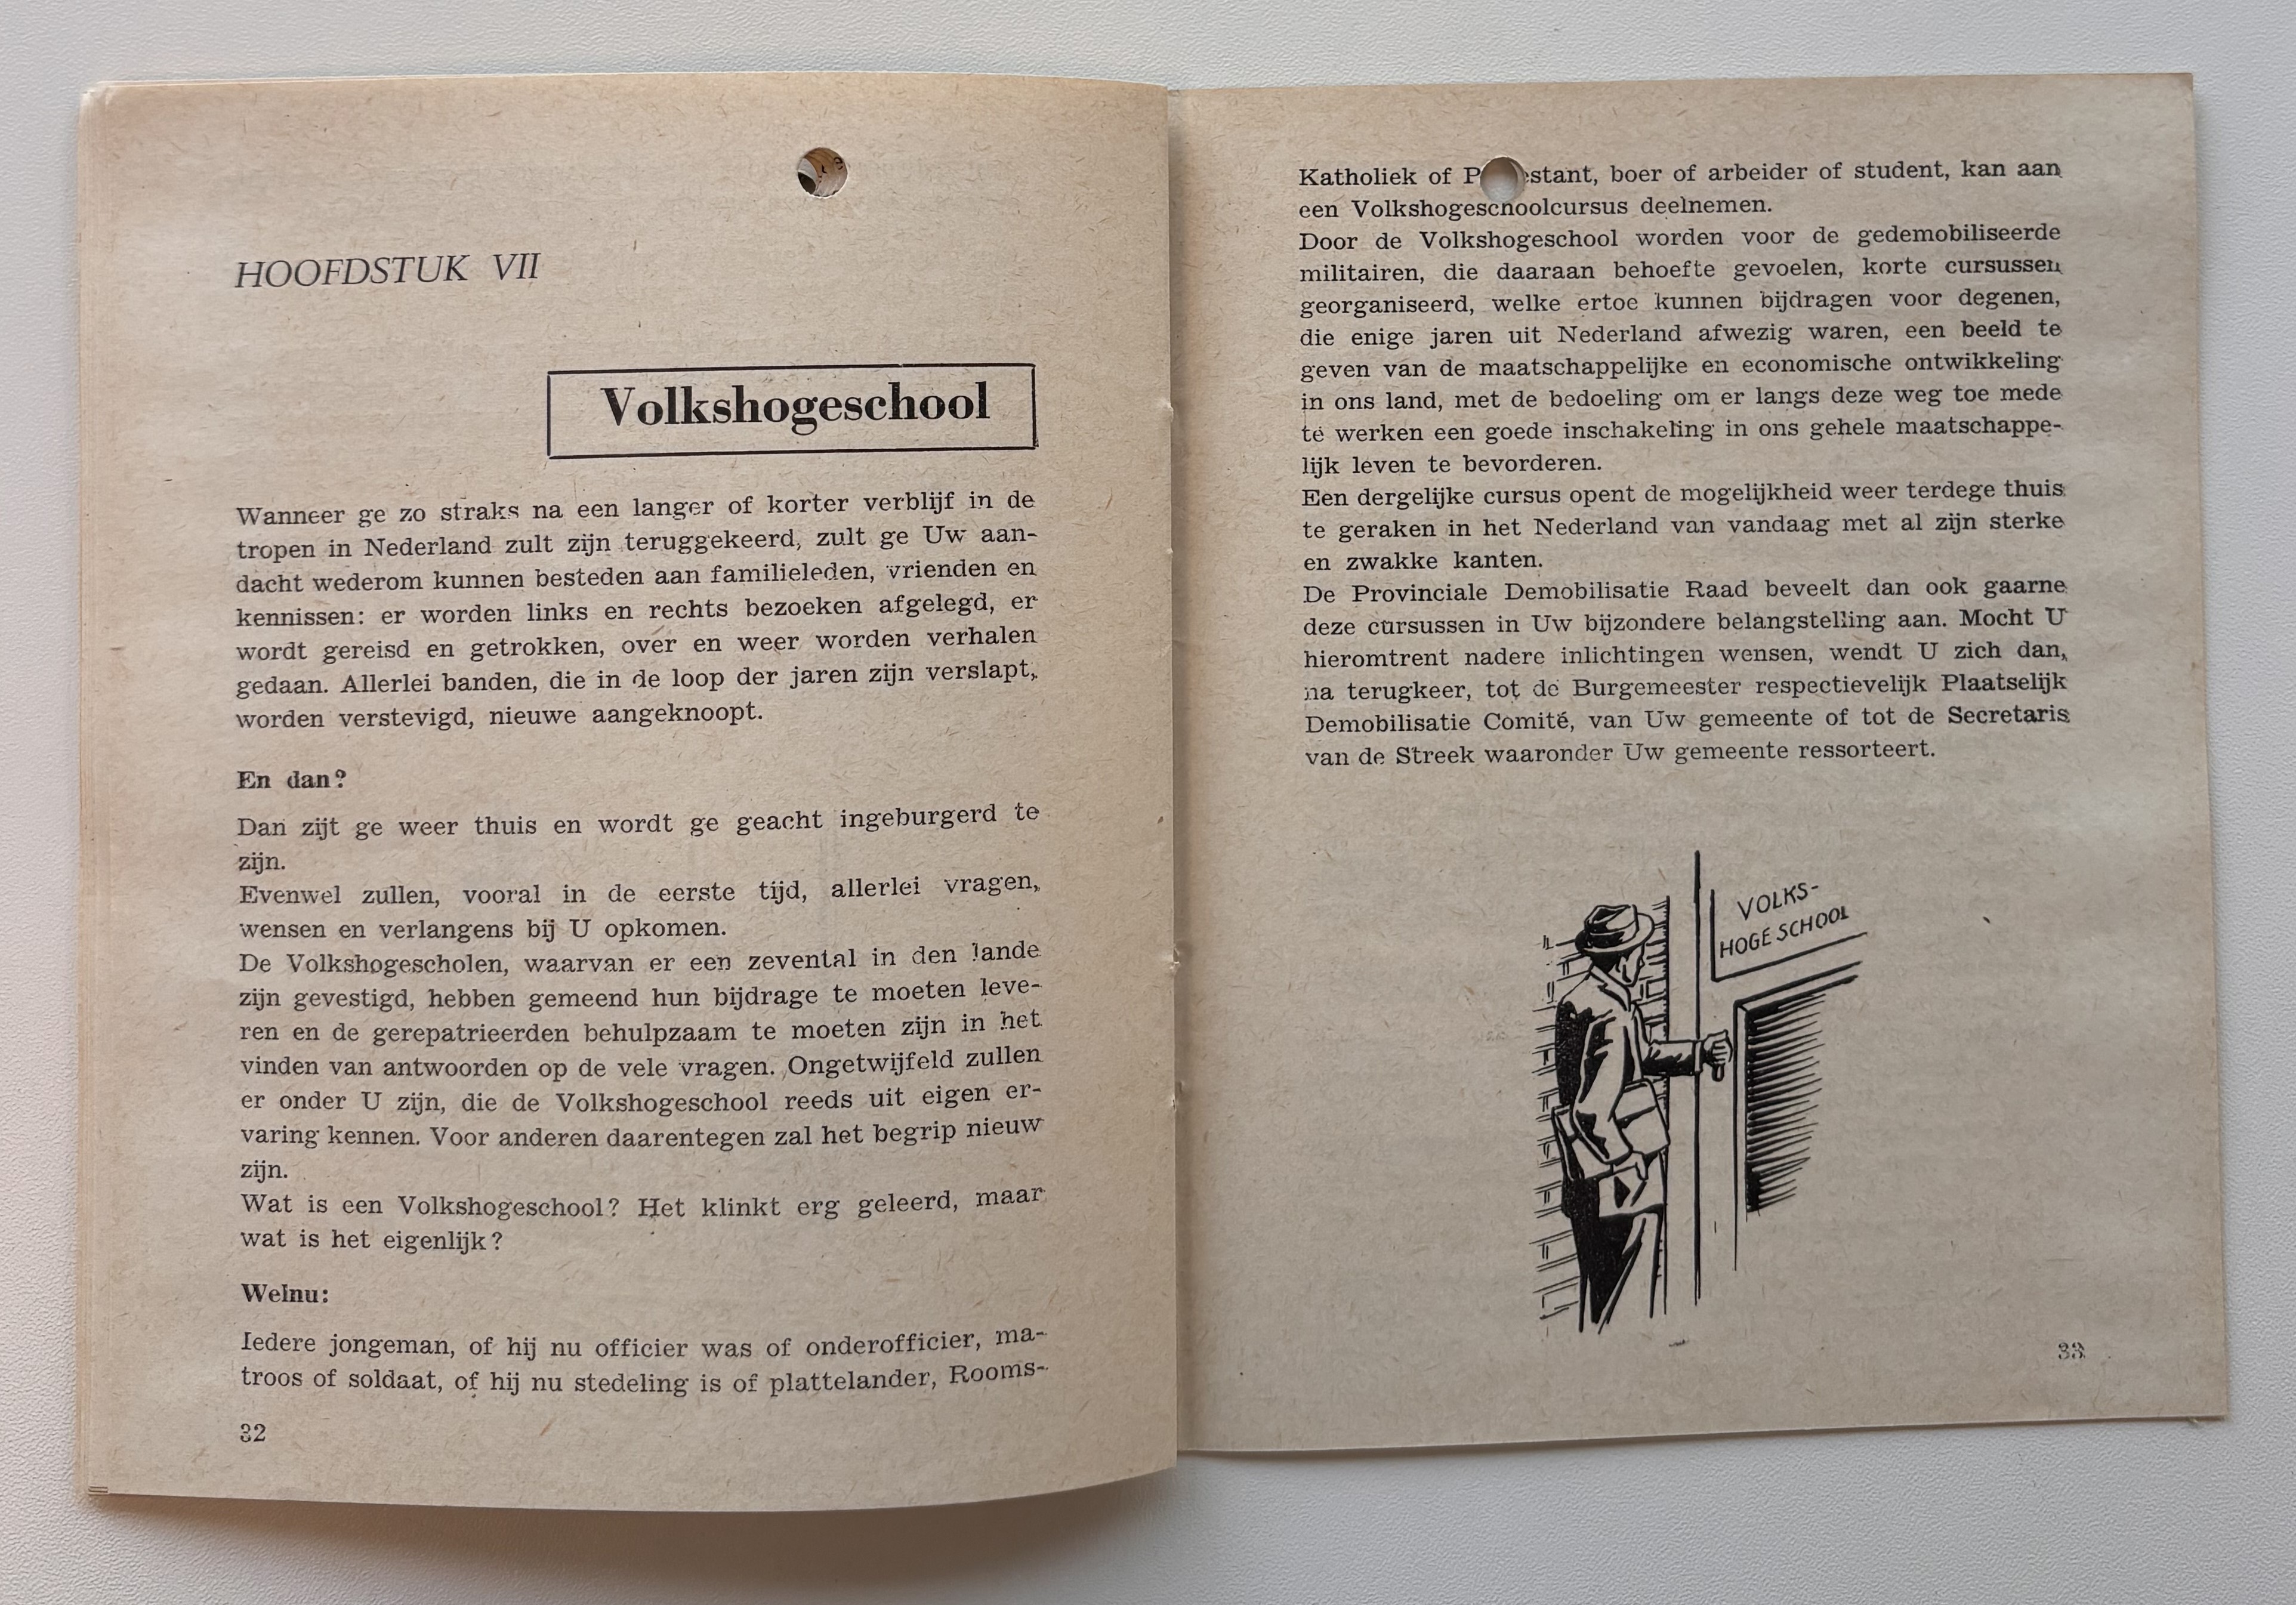 HOOFDSTUK VII
Volkshogeschool
Wanneer ge zo straks na een langer of korter verblijf in de
tropen in Nederland zult zijn teruggekeerd, zult ge Uw aan-
dacht wederom kunnen besteden aan familieleden, vrienden en
kennissen: er worden links en rechts bezoeken afgelegd, er
wordt gereisd en getrokken, over en weer worden verhalen
gedaan. Allerlei banden, die in de loop der jaren zijn verslapt,
worden verstevigd, nieuwe aangeknoopt.
En dan?
Dan zijt ge weer thuis en wordt ge geacht ingeburgerd te
zijn.
Evenwel zullen, vooral in de eerste tijd, allerlei vragen,
wensen en verlangens bij U opkomen.
De Volkshogescholen, waarvan er een zevental in den lande
zijn gevestigd, hebben gemeend hun bijdrage te moeten leve-
ren en de gerepatrieerden behulpzaam te moeten zijn in het
vinden van antwoorden op de vele vragen. Ongetwijfeld zullen
er onder U zijn, die de Volkshogeschool reeds uit eigen er-
varing kennen. Voor anderen daarentegen zal het begrip nieuw
zijn.
Wat is een Volkshogeschool? Het klinkt erg geleerd, maar
wat is het eigenlijk?
Welnu:
Iedere jongeman, of hij nu officier was of onderofficier, ma-
troos of soldaat, of hij nu stedeling is of plattelander, Rooms-
32
Katholiek of P estant, boer of arbeider of student, kan aan
een Volkshogeschoolcursus deelnemen.
Door de Volkshogeschool worden voor de gedemobiliseerde
militairen, die daaraan behoefte gevoelen, korte cursussen
georganiseerd, welke ertoe kunnen bijdragen voor degenen,
die enige jaren uit Nederland afwezig waren, een beeld te
geven van de maatschappelijke en economische ontwikkeling
in ons land, met de bedoeling om er langs deze weg toe mede
te werken een goede inschakeling in ons gehele maatschappe-
lijk leven te bevorderen.
Een dergelijke cursus opent de mogelijkheid weer terdege thuis
te geraken in het Nederland van vandaag met al zijn sterke
en zwakke kanten.
De Provinciale Demobilisatie Raad beveelt dan ook gaarne
deze cursussen in Uw bijzondere belangstelling aan. Mocht U
hieromtrent nadere inlichtingen wensen, wendt U zich dan,
na terugkeer, tot de Burgemeester respectievelijk Plaatselijk
Demobilisatie Comité, van Uw gemeente of tot de Secretaris
van de Streek waaronder Uw gemeente ressorteert.
VOLKS-
HOGE SCHOOL
33